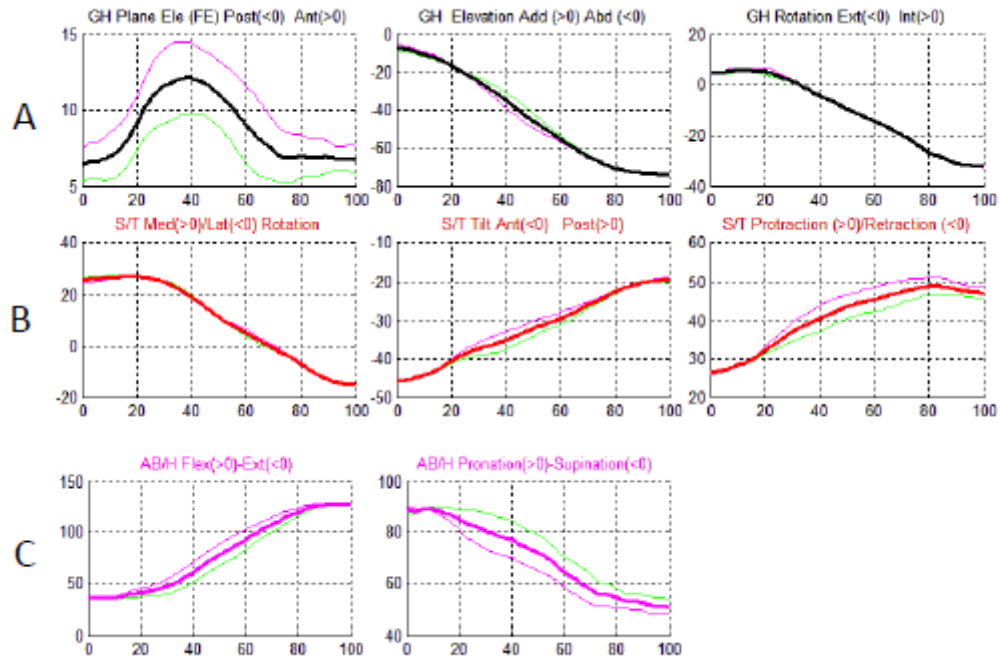 GH Plane Ele (FE) Post(<0) Ant(>0)
GH Elevation Add (>0) Abd (<0)
GH Rotation Ext(<0) Int(>0)
A
15
10
5
0 20 40 60 80 100
0
-20
-40
-60
-80
0 20 40 60 80 100
20
0
-20
-40
0 20 40 60 80 100
S/T Med(>0)/Lat(<0) Rotation
S/T Tilt Ant(<0) Post(>0)
S/T Protraction (>0)/Retraction (<0)
B
40
20
0
-20
0 20 40 60 80 100
-10
-20
-30
-40
-50
0 20 40 60 80 100
60
50
40
30
20
0 20 40 60 80 100
AB/H Flex(>0)-Ext(<0)
AB/H Pronation(>0)-Supination(<0)
C
150
100
50
0
0 20 40 60 80 100
100
80
60
40
0 20 40 60 80 100